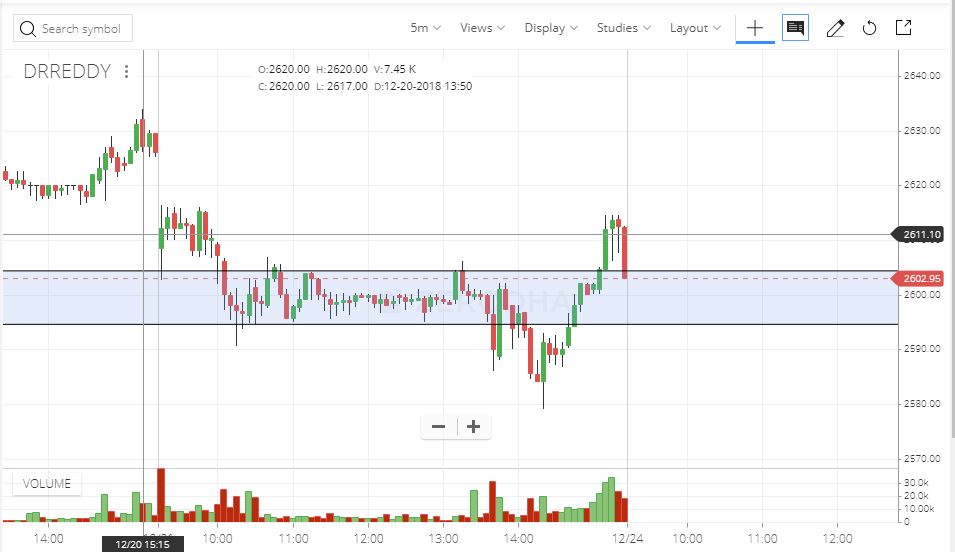 Search symbol 5m Views Display Studies Layout
DRREDDY
O:2620.00 H:2620.00 V:7.45 K
C:2620.00 L: 2617.00 D:12-20-2018 13:50
2640.00
2630.00
2620.00
2611.10
2602.95
2600.00
2590.00
2580.00
2570.00
VOLUME
30.0k
20.0k
10.00k
0
14:00 10:00 11:00 12:00 13:00 14:00 12/24 10:00 11:00 12:00
12/20 15:15